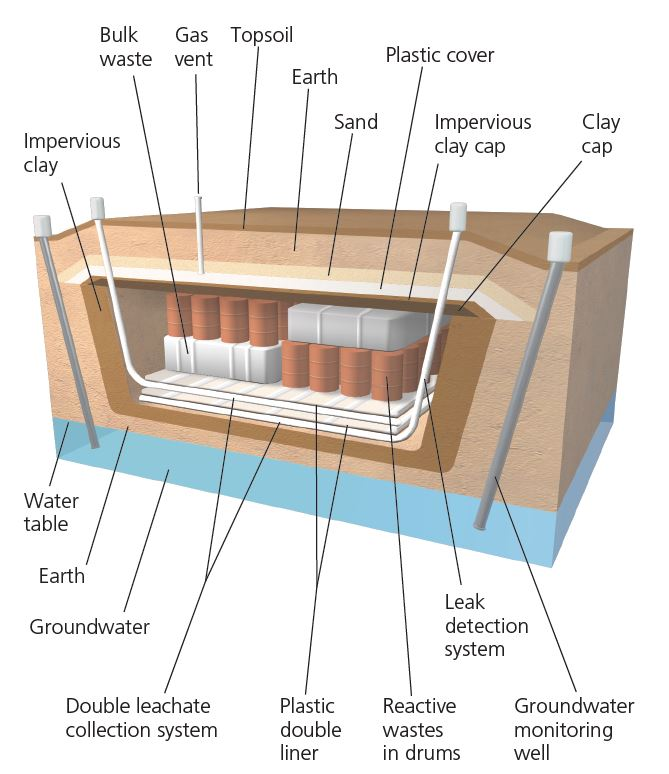 Bulk
waste
Gas
vent
Topsoil
Earth
Plastic cover
Sand
Impervious
clay cap
Clay
cap
Impervious
clay
Water
table
Earth
Groundwater
Double leachate
collection system
Plastic
double
liner
Reactive
wastes
in drums
Leak
detection
system
Groundwater
monitoring
well